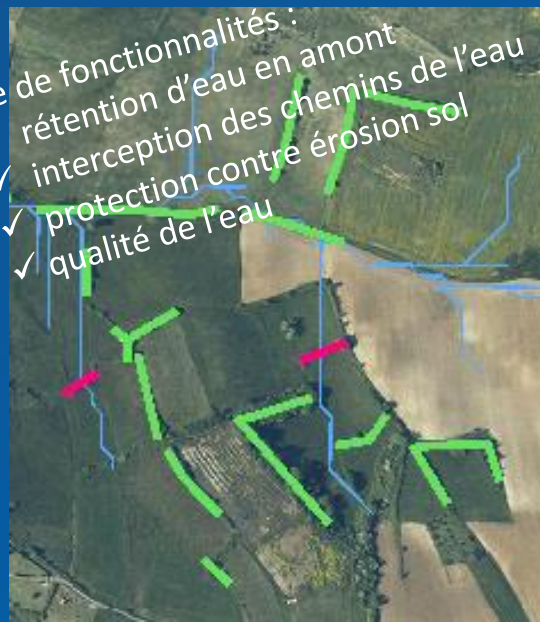 de fonctionnalités :
rétention d'eau en amont
✓ interception des chemins de l'eau
✓ protection contre érosion sol
✓ qualité de l'eau